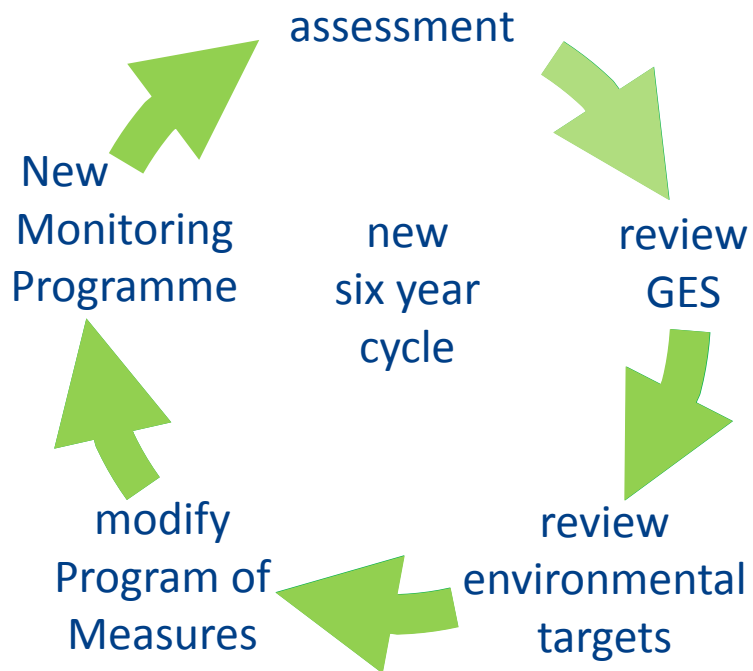 assessment
New
Monitoring
Programme
new
six year
cycle
review
GES
modify
Program of
Measures
review
environmental
targets